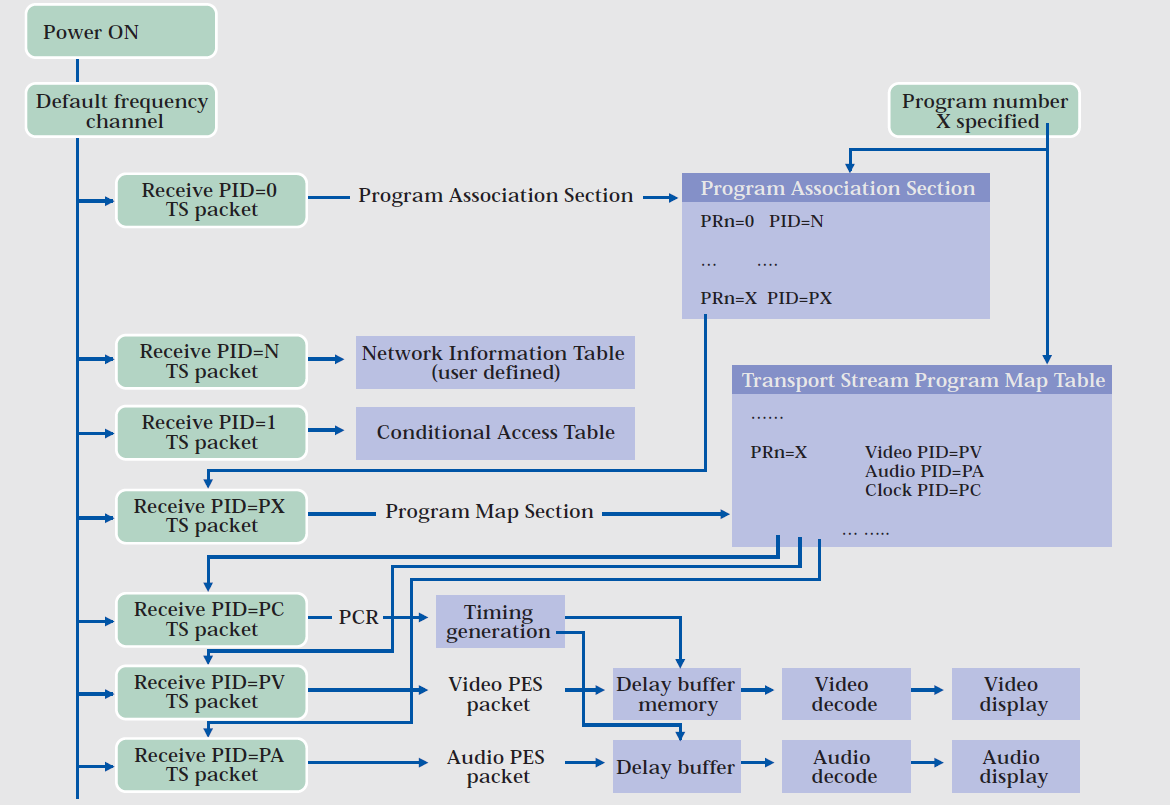 Power ON
Default frequency
channel
Program number
X specified
Receive PID=0
TS packet
Program Association Section
Program Association Section
PRn=0 PID=N
... ....
PRn=X PID=PX
Receive PID=N
TS packet
Network Information Table
(user defined)
Receive PID=1
TS packet
Conditional Access Table
Transport Stream Program Map Table
......
PRn=X Video PID=PV
Audio PID=PA
Clock PID=PC
... .....
Receive PID=PX
TS packet
Program Map Section
Receive PID=PC
TS packet
PCR
Timing
generation
Receive PID=PV
TS packet
Video PES
packet
Delay buffer
memory
Video
decode
Video
display
Receive PID=PA
TS packet
Audio PES
packet
Delay buffer
Audio
decode
Audio
display